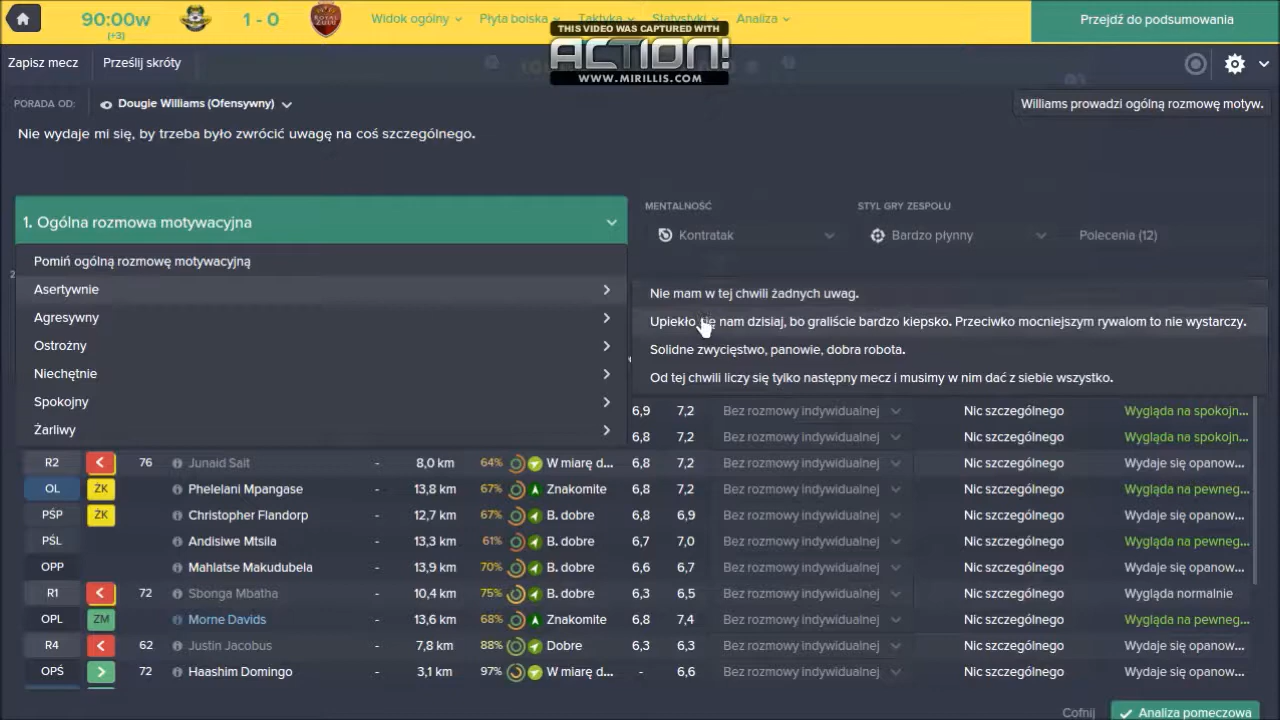 90:00w
(+3)
1 - 0
Widok ogólny
Płyta boiska
Taktyka
Statystyki
Analiza
Przejdź do podsumowania
THIS VIDEO WAS CAPTURED WITH
ACTION!
WWW.MIRILLIS.COM
Zapisz mecz
Prześlij skróty
PORADA OD:
Dougie Williams (Ofensywny)
Williams prowadzi ogólną rozmowę motyw.
Nie wydaje mi się, by trzeba było zwrócić uwagę na coś szczególnego.
1. Ogólna rozmowa motywacyjna
MENTALNOŚĆ
STYL GRY ZESPOŁU
Kontratak
Bardzo płynny
Polecenia (12)
Pomiń ogólną rozmowę motywacyjną
2
Asertywnie
Nie mam w tej chwili żadnych uwag.
Agresywny
Upiekło się nam dzisiaj, bo graliście bardzo kiepsko. Przeciwko mocniejszym rywalom to nie wystarczy.
Ostrożny
Solidne zwycięstwo, panowie, dobra robota.
Niechętnie
Od tej chwili liczy się tylko następny mecz i musimy w nim dać z siebie wszystko.
Spokojny
6,9 7,2 Bez rozmowy indywidualnej Nic szczególnego Wygląda na spokojn...
Żarliwy
6,8 7,2 Bez rozmowy indywidualnej Nic szczególnego Wygląda na spokojn...
R2 76 Junaid Sait - 8,0 km 64% W miarę d... 6,8 7,2 Bez rozmowy indywidualnej Nic szczególnego Wydaje się opanow...
OL ŻK Phelelani Mpangase - 13,8 km 67% Znakomite 6,8 7,2 Bez rozmowy indywidualnej Nic szczególnego Wygląda na pewneg...
PŚP ŻK Christopher Flandorp - 12,7 km 67% B. dobre 6,8 6,9 Bez rozmowy indywidualnej Nic szczególnego Wydaje się opanow...
PŚL Andisiwe Mtsila - 13,3 km 61% B. dobre 6,7 7,0 Bez rozmowy indywidualnej Nic szczególnego Wygląda na pewneg...
OPP Mahlatse Makudubela - 13,9 km 70% B. dobre 6,6 6,7 Bez rozmowy indywidualnej Nic szczególnego Wydaje się opanow...
R1 72 Sbonga Mbatha - 10,4 km 75% B. dobre 6,3 6,5 Bez rozmowy indywidualnej Nic szczególnego Wygląda normalnie
OPL ZM Morne Davids - 13,6 km 68% Znakomite 6,8 7,4 Bez rozmowy indywidualnej Nic szczególnego Wygląda na pewneg...
R4 62 Justin Jacobus - 7,8 km 88% Dobre 6,3 6,3 Bez rozmowy indywidualnej Nic szczególnego Wydaje się opanow...
OPŚ 72 Haashim Domingo - 3,1 km 97% W miarę d... - 6,6 Bez rozmowy indywidualnej Nic szczególnego Wydaje się opanow...
Cofnij
Analiza pomeczowa